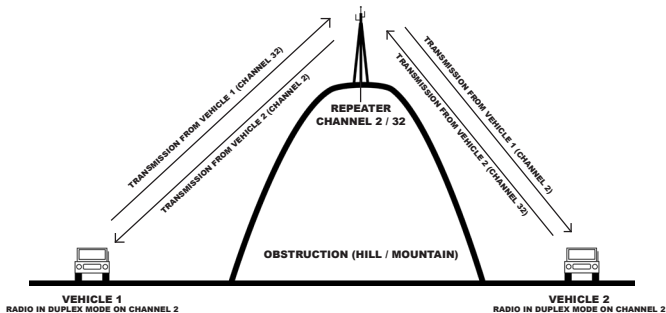 TRANSMISSION FROM VEHICLE 1 (CHANNEL 32)
TRANSMISSION FROM VEHICLE 2 (CHANNEL 2)
TRANSMISSION FROM VEHICLE 1 (CHANNEL 2)
TRANSMISSION FROM VEHICLE 2 (CHANNEL 32)
REPEATER
CHANNEL 2 / 32
OBSTRUCTION (HILL / MOUNTAIN)
VEHICLE 1
RADIO IN DUPLEX MODE ON CHANNEL 2
VEHICLE 2
RADIO IN DUPLEX MODE ON CHANNEL 2